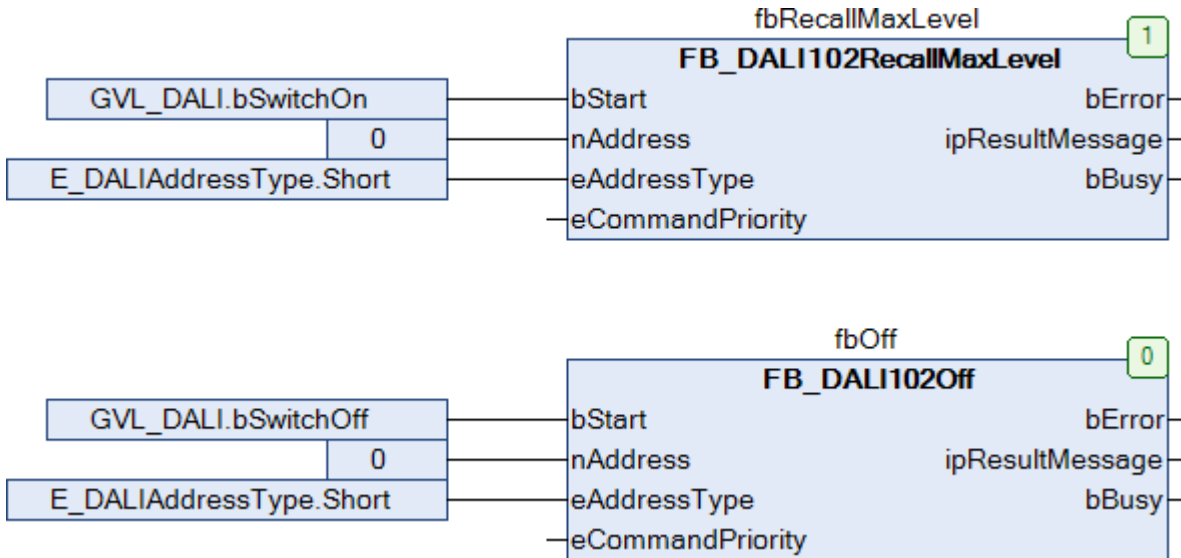 fbRecallMaxLevel
1
FB_DALI102RecallMaxLevel
GVL_DALI.bSwitchOn bStart bError
0 nAddress ipResultMessage
E_DALIAddressType.Short eAddressType bBusy
eCommandPriority
fbOff
0
FB_DALI102Off
GVL_DALI.bSwitchOff bStart bError
0 nAddress ipResultMessage
E_DALIAddressType.Short eAddressType bBusy
eCommandPriority